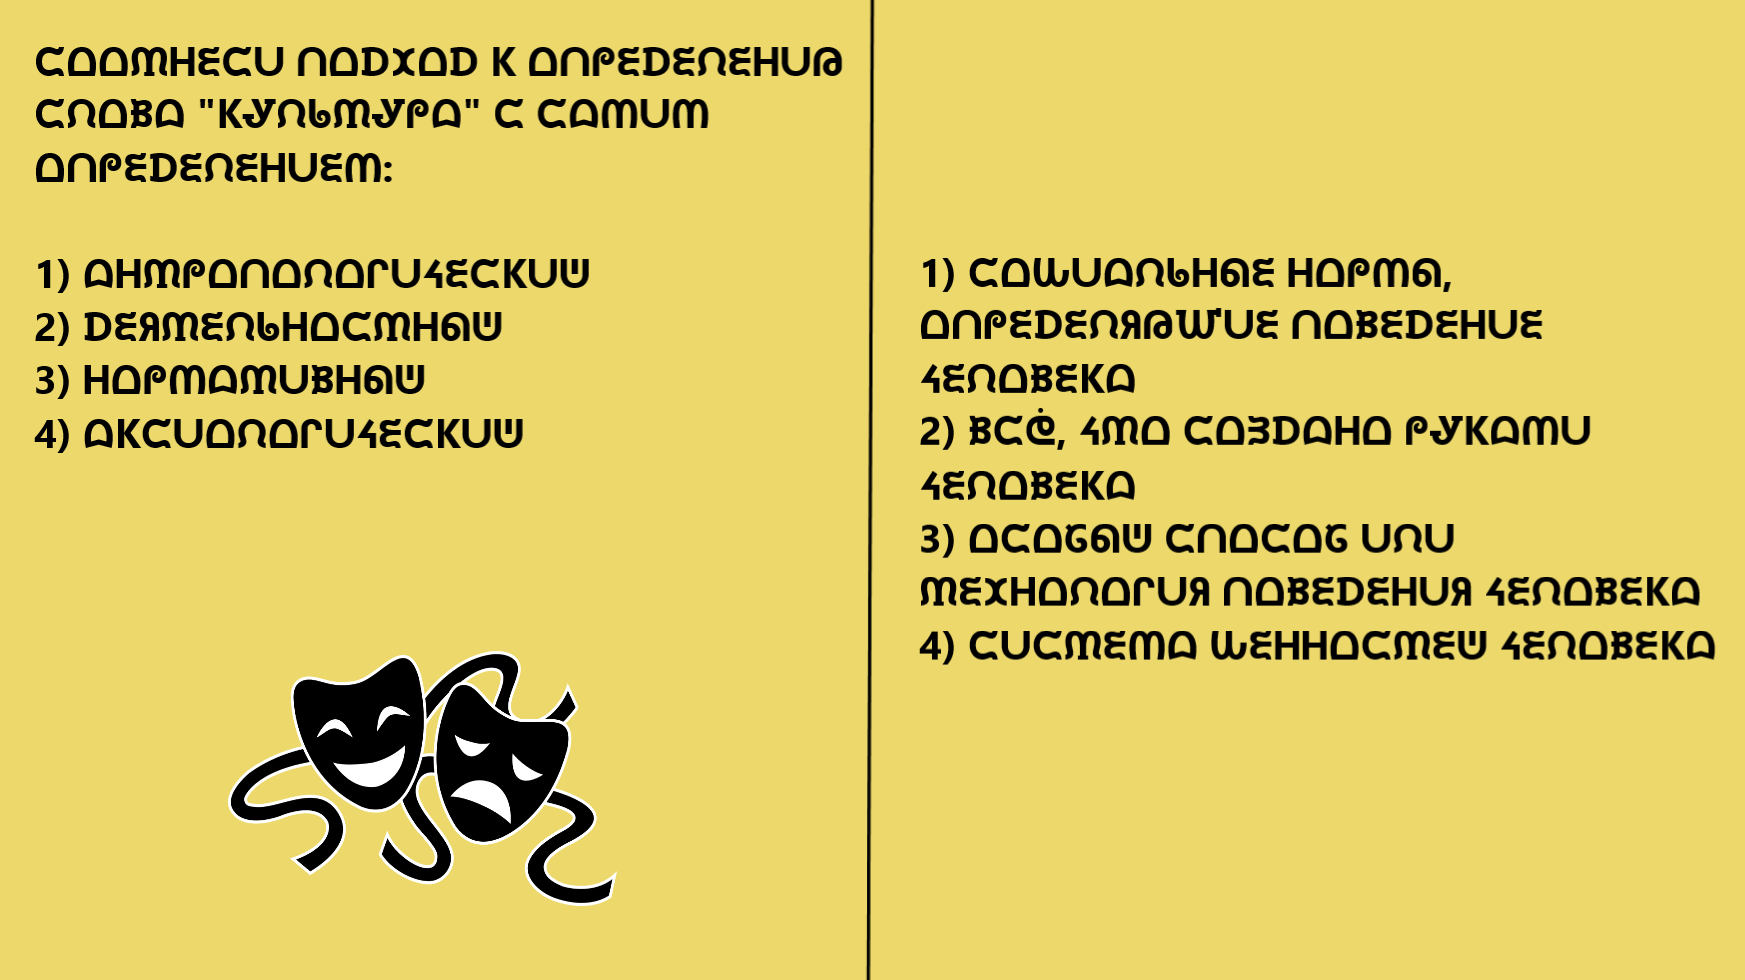 СООТНЕСИ ПОДХОД К ОПРЕДЕЛЕНИЮ
СЛОВА "КУЛЬТУРА" С САМИМ
ОПРЕДЕЛЕНИЕМ:
1) АНТРОПОЛОГИЧЕСКИЙ
2) ДЕЯТЕЛЬНОСТНЫЙ
3) НОРМАТИВНЫЙ
4) АКСИОЛОГИЧЕСКИЙ
1) СОЦИАЛЬНЫЕ НОРМЫ,
ОПРЕДЕЛЯЮЩИЕ ПОВЕДЕНИЕ
ЧЕЛОВЕКА
2) ВСЁ, ЧТО СОЗДАНО РУКАМИ
ЧЕЛОВЕКА
3) ОСОБЫЙ СПОСОБ ИЛИ
ТЕХНОЛОГИЯ ПОВЕДЕНИЯ ЧЕЛОВЕКА
4) СИСТЕМА ЦЕННОСТЕЙ ЧЕЛОВЕКА